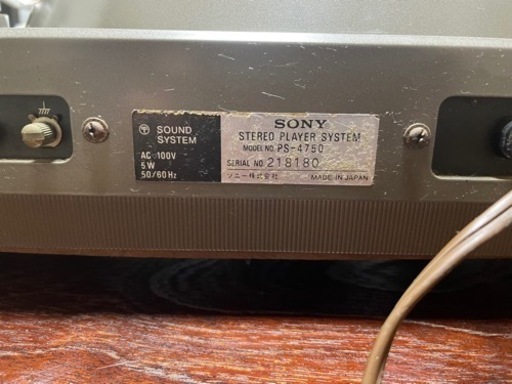 SOUND
SYSTEM
AC 100V
5W
50/60Hz
SONY
STEREO PLAYER SYSTEM
MODEL NO. PS-4750
SERIAL NO. 218180
ソニー株式会社 MADE IN JAPAN